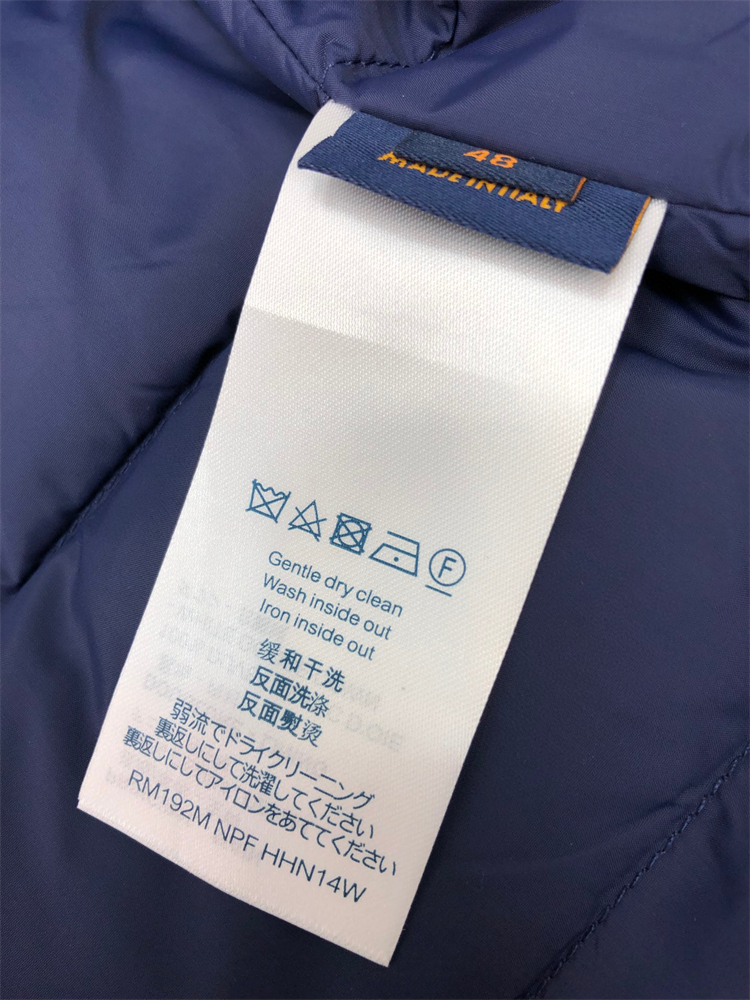 48
MADE IN ITALY
F
Gentle dry clean
Wash inside out
Iron inside out
缓和干洗
反面洗涤
反面熨烫
弱流でドライクリーニング
裏返しにして洗濯してください
裏返しにしてアイロンをあててください
RM192M NPF HHN14W